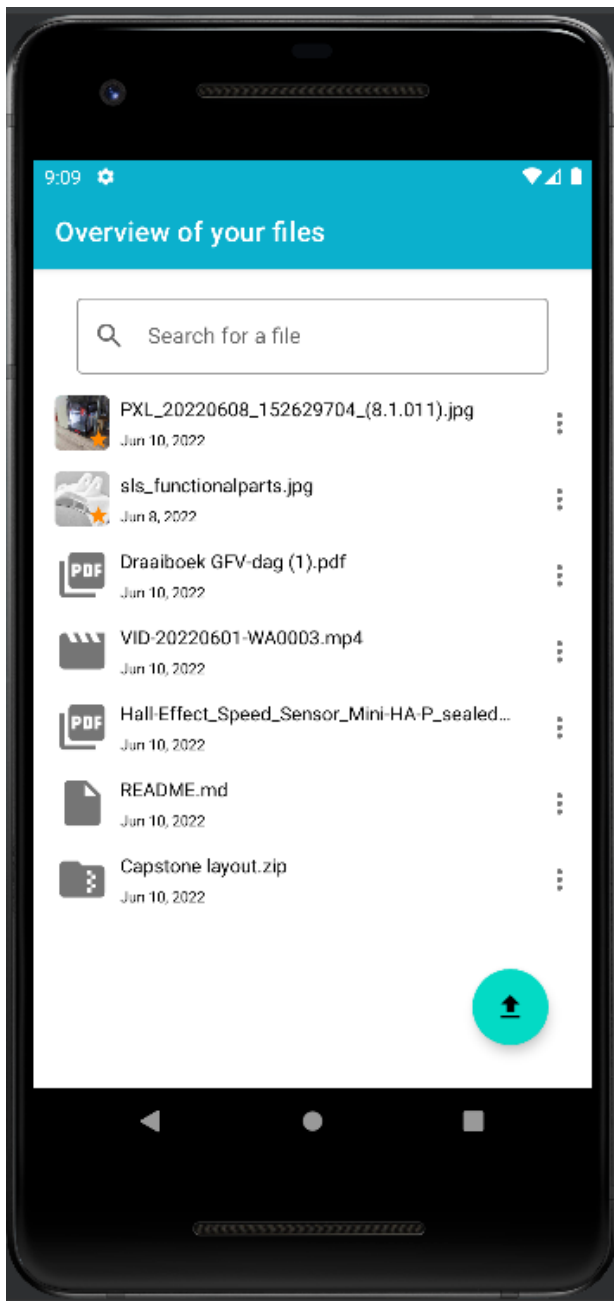 9:09
Overview of your files
Search for a file
PXL_20220608_152629704_(8.1.011).jpg
Jun 10, 2022
sls_functionalparts.jpg
Jun 8, 2022
PDF
Draaiboek GFV-dag (1).pdf
Jun 10, 2022
VID-20220601-WA0003.mp4
Jun 10, 2022
PDF
Hall-Effect_Speed_Sensor_Mini-HA-P_sealed...
Jun 10, 2022
README.md
Jun 10, 2022
Capstone layout.zip
Jun 10, 2022